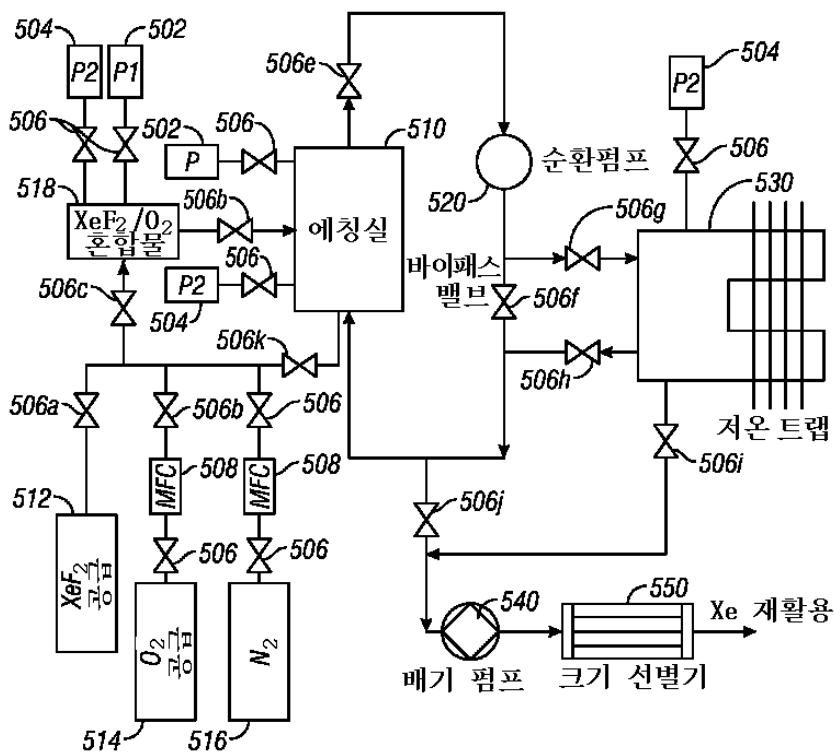 504
502
P2
P1
506
518
XeF₂/O₂
혼합물
502
506
P
506b
P2
506
504
506e
510
에칭실
520
순환펌프
바이패스
밸브
506f
506g
506h
504
P2
506
530
저온 트랩
506i
506c
506k
506a
506b
506
508
MFC
508
MFC
506
506
512
XeF₂
공급
O₂
공급
514
N₂
516
506j
540
배기 펌프
550
크기 선별기
Xe 재활용